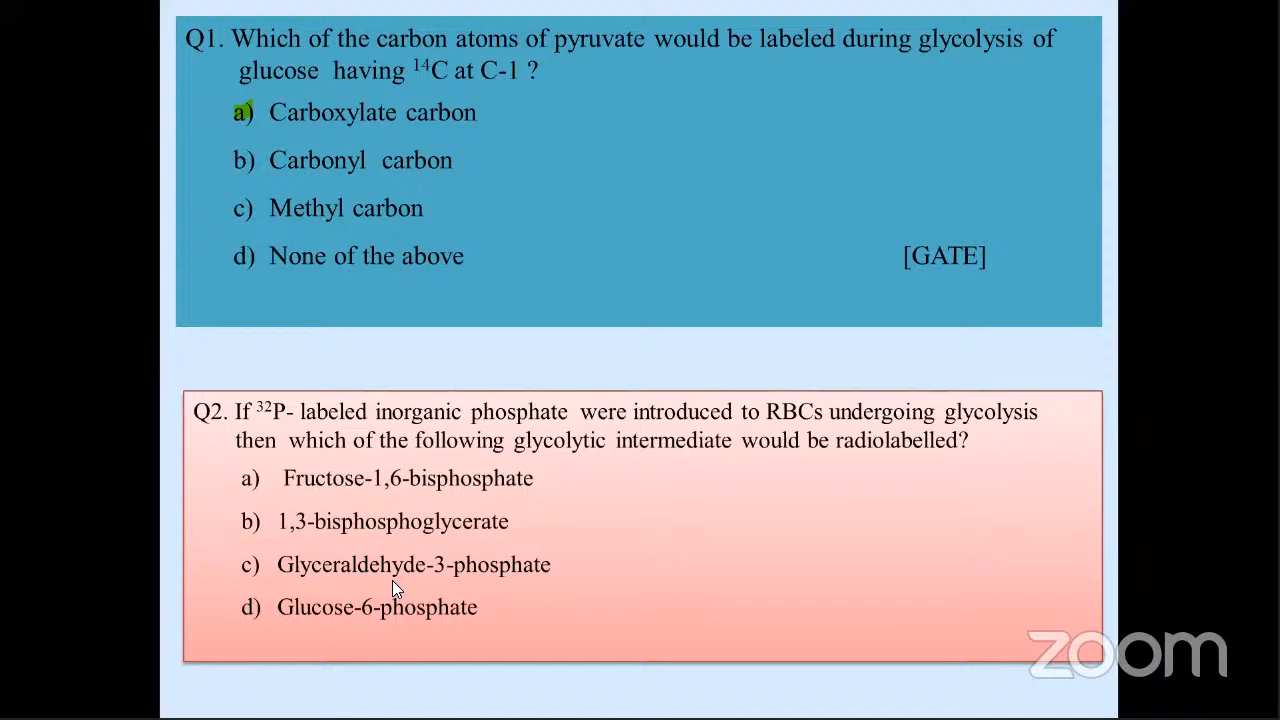 Q1. Which of the carbon atoms of pyruvate would be labeled during glycolysis of
glucose having ¹⁴C at C-1 ?
a) Carboxylate carbon
b) Carbonyl carbon
c) Methyl carbon
d) None of the above [GATE]
Q2. If ³²P- labeled inorganic phosphate were introduced to RBCs undergoing glycolysis
then which of the following glycolytic intermediate would be radiolabelled?
a) Fructose-1,6-bisphosphate
b) 1,3-bisphosphoglycerate
c) Glyceraldehyde-3-phosphate
d) Glucose-6-phosphate
zoom